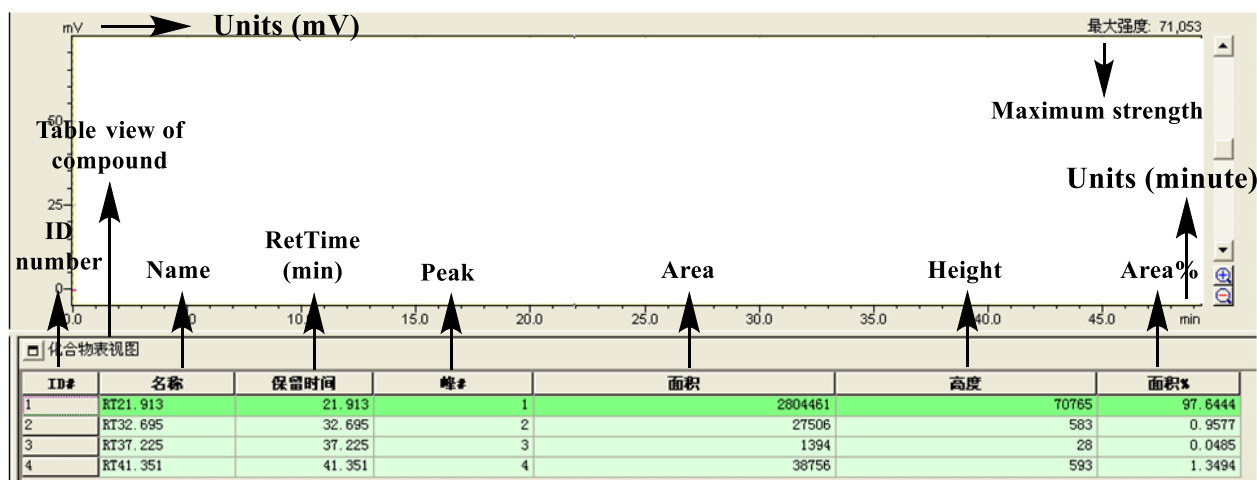 mV Units (mV) 最大强度: 71,053
Maximum strength
50
Table view of
compound
Units (minute)
25
ID
number
Name
RetTime
(min)
Peak
Area
Height
Area%
0
0.0 10. 15.0 20.0 25.0 30.0 35.0 40.0 45.0 min
化合物表视图
ID# 名称 保留时间 峰# 面积 高度 面积%
1 RT21.913 21.913 1 2804461 70765 97.6444
2 RT32.695 32.695 2 27506 583 0.9577
3 RT37.225 37.225 3 1394 28 0.0485
4 RT41.351 41.351 4 38756 593 1.3494